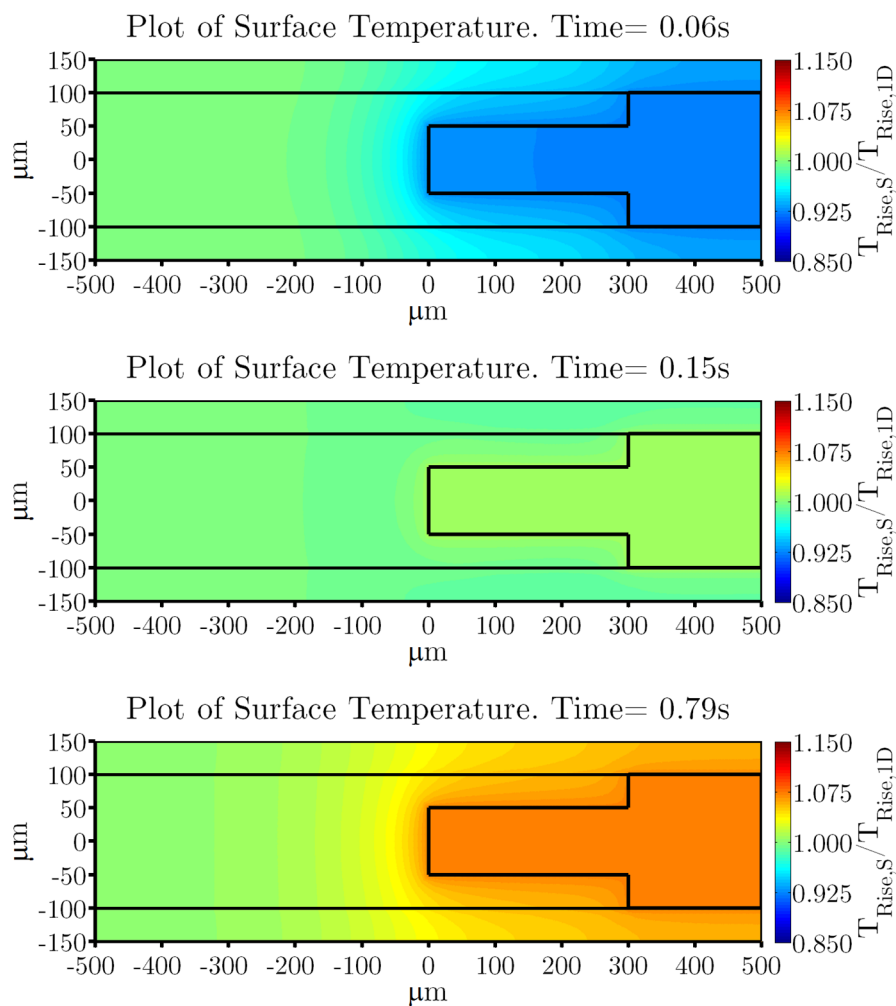 Plot of Surface Temperature. Time= 0.06s
150
100
50
0
-50
-100
-150
μm
-500 -400 -300 -200 -100 0 100 200 300 400 500
μm
1.150
1.075
1.000
0.925
0.850
T_Rise,S/T_Rise,1D
Plot of Surface Temperature. Time= 0.15s
150
100
50
0
-50
-100
-150
μm
-500 -400 -300 -200 -100 0 100 200 300 400 500
μm
1.150
1.075
1.000
0.925
0.850
T_Rise,S/T_Rise,1D
Plot of Surface Temperature. Time= 0.79s
150
100
50
0
-50
-100
-150
μm
-500 -400 -300 -200 -100 0 100 200 300 400 500
μm
1.150
1.075
1.000
0.925
0.850
T_Rise,S/T_Rise,1D